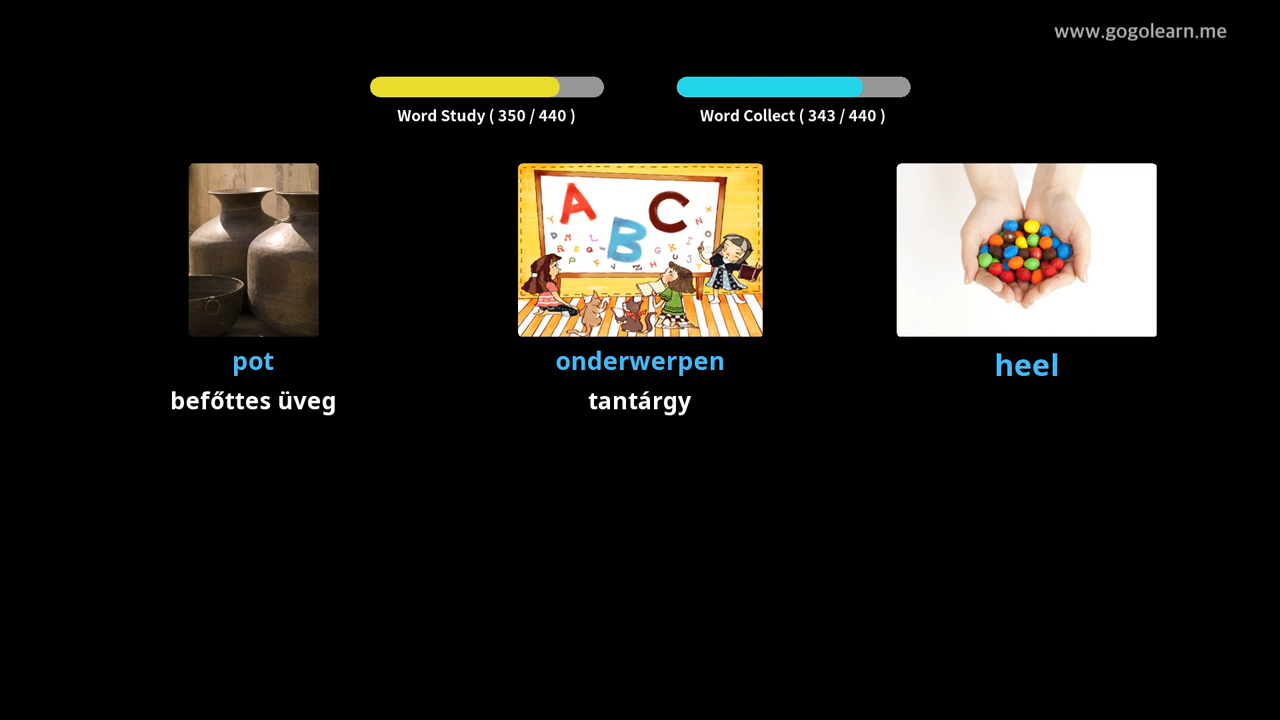 www.gogolearn.me
Word Study ( 350 / 440 )
Word Collect ( 343 / 440 )
A B C
pot
befőttes üveg
onderwerpen
tantárgy
heel